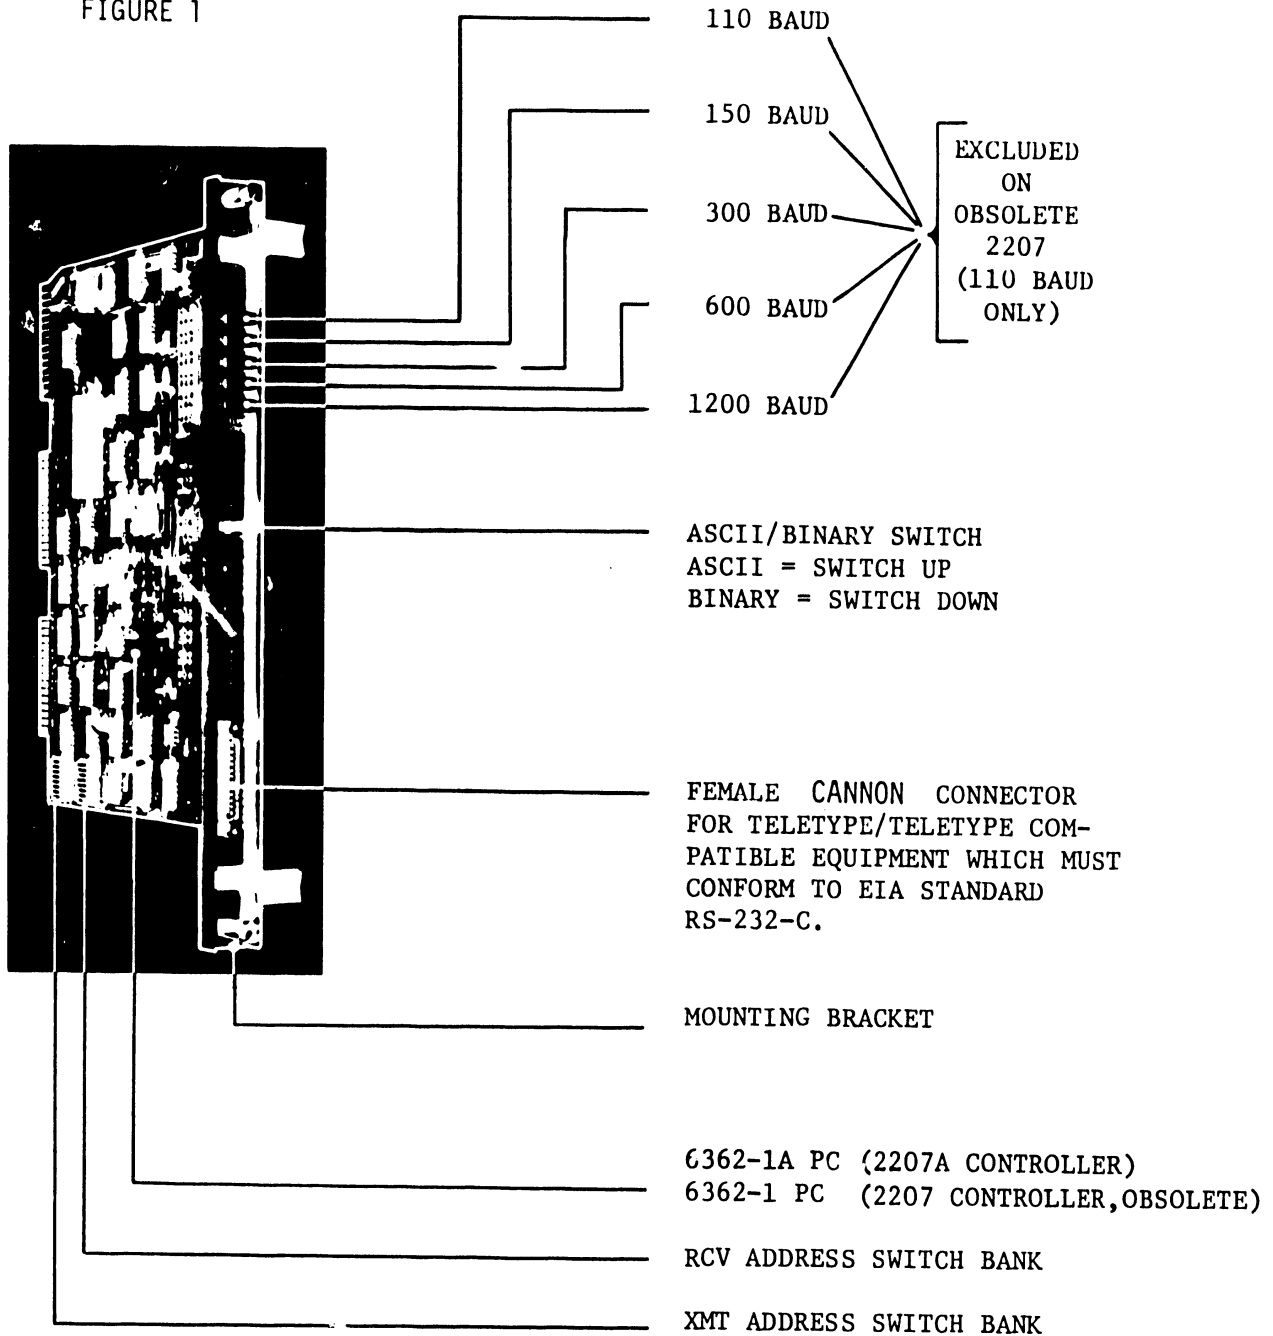 FIGURE 1
110 BAUD
150 BAUD
300 BAUD
600 BAUD
1200 BAUD
EXCLUDED
ON
OBSOLETE
2207
(110 BAUD
ONLY)
ASCII/BINARY SWITCH
ASCII = SWITCH UP
BINARY = SWITCH DOWN
FEMALE CANNON CONNECTOR
FOR TELETYPE/TELETYPE COM-
PATIBLE EQUIPMENT WHICH MUST
CONFORM TO EIA STANDARD
RS-232-C.
MOUNTING BRACKET
6362-1A PC (2207A CONTROLLER)
6362-1 PC (2207 CONTROLLER,OBSOLETE)
RCV ADDRESS SWITCH BANK
XMT ADDRESS SWITCH BANK